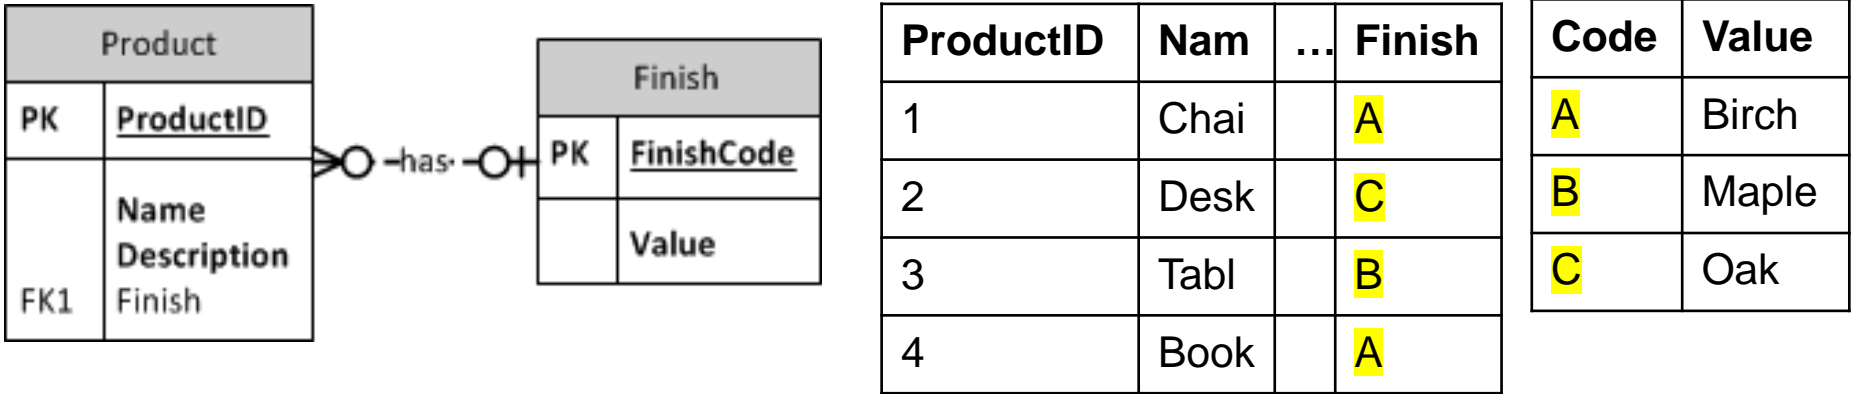 Product
PK ProductID
Name
Description
FK1 Finish
has
Finish
PK FinishCode
Value
ProductID Nam ... Finish
1 Chai A
2 Desk C
3 Tabl B
4 Book A
Code Value
A Birch
B Maple
C Oak